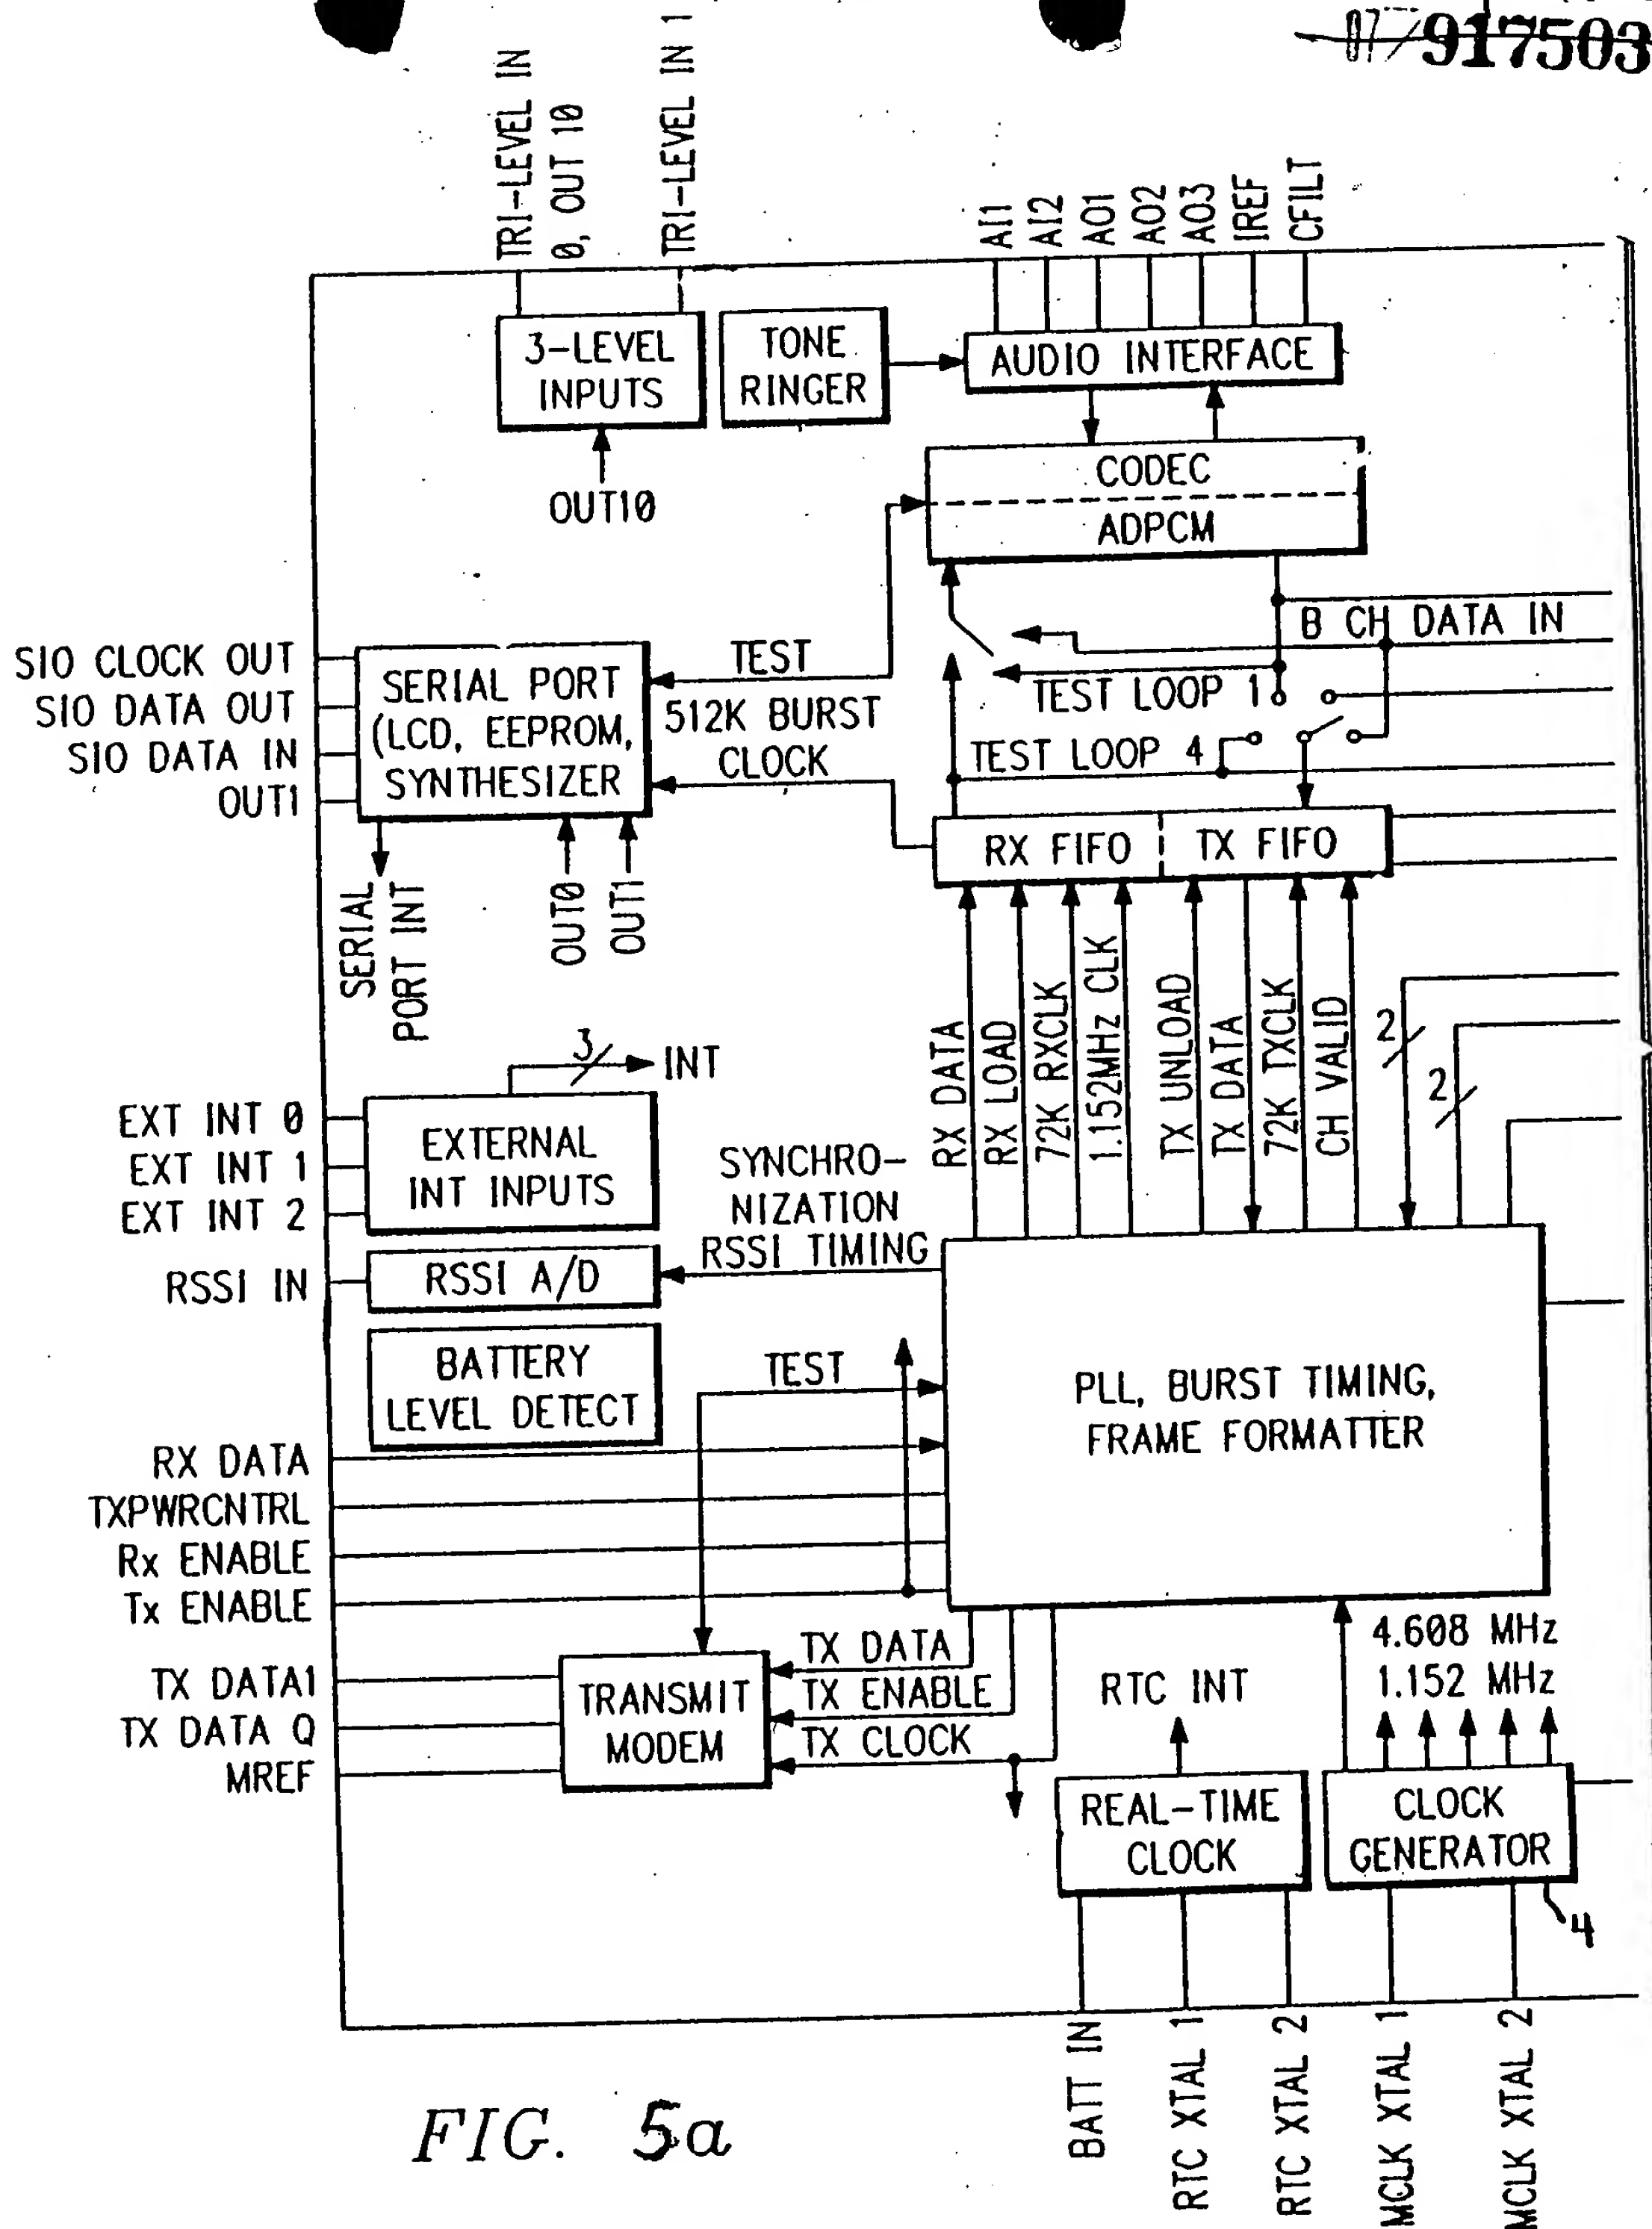 07/917503
TRI-LEVEL IN
0, OUT 10
TRI-LEVEL IN 1
AI1
AI2
AO1
AO2
AO3
IREF
CFILT
3-LEVEL
INPUTS
TONE
RINGER
AUDIO INTERFACE
OUT10
CODEC
ADPCM
B CH DATA IN
TEST LOOP 1
TEST LOOP 4
SIO CLOCK OUT
SIO DATA OUT
SIO DATA IN
OUT1
SERIAL PORT
(LCD, EEPROM,
SYNTHESIZER
TEST
512K BURST
CLOCK
RX FIFO
TX FIFO
SERIAL
PORT INT
OUT0
OUT1
RX DATA
RX LOAD
72K RXCLK
1.152MHz CLK
TX UNLOAD
TX DATA
72K TXCLK
CH VALID
2
2
3
INT
EXT INT 0
EXT INT 1
EXT INT 2
EXTERNAL
INT INPUTS
SYNCHRO-
NIZATION
RSSI TIMING
RSSI IN
RSSI A/D
BATTERY
LEVEL DETECT
TEST
PLL, BURST TIMING,
FRAME FORMATTER
RX DATA
TXPWRCNTRL
Rx ENABLE
Tx ENABLE
TX DATA1
TX DATA Q
MREF
TRANSMIT
MODEM
TX DATA
TX ENABLE
TX CLOCK
RTC INT
4.608 MHz
1.152 MHz
REAL-TIME
CLOCK
CLOCK
GENERATOR
4
BATT IN
RTC XTAL 1
RTC XTAL 2
MCLK XTAL 1
MCLK XTAL 2
FIG. 5a